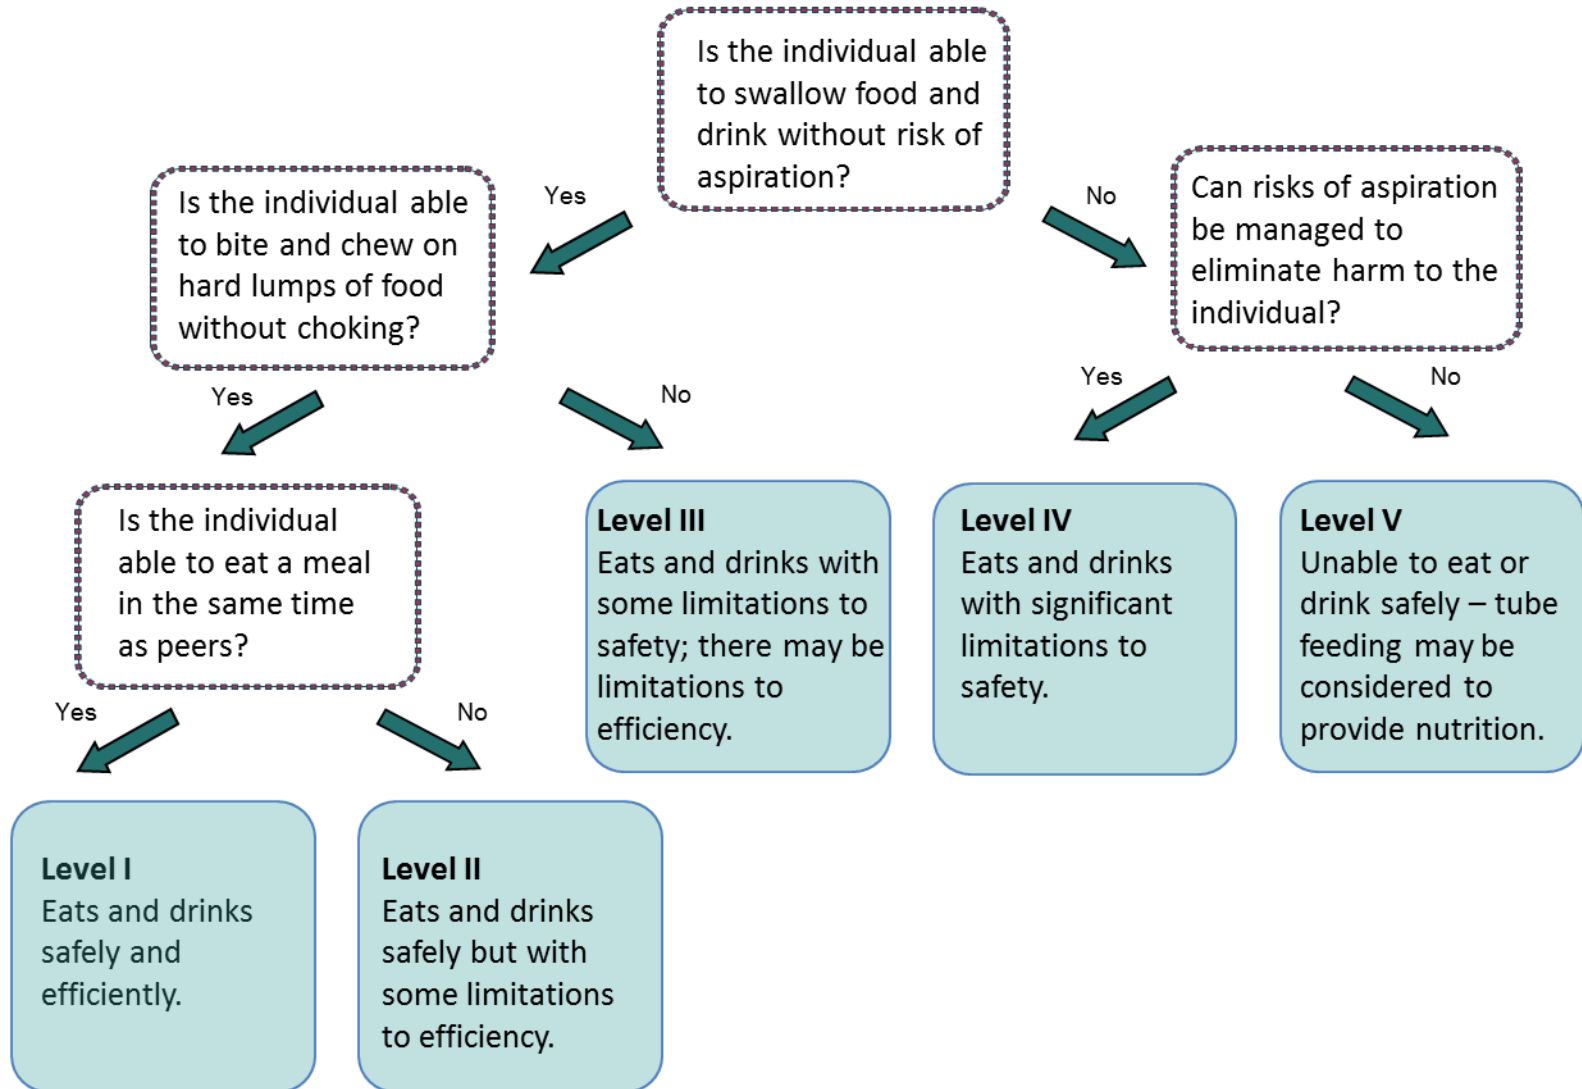 Is the individual able
to swallow food and
drink without risk of
aspiration?
Yes
No
Is the individual able
to bite and chew on
hard lumps of food
without choking?
Can risks of aspiration
be managed to
eliminate harm to the
individual?
Yes
No
Yes
No
Is the individual
able to eat a meal
in the same time
as peers?
Level III
Eats and drinks with
some limitations to
safety; there may be
limitations to
efficiency.
Level IV
Eats and drinks
with significant
limitations to
safety.
Level V
Unable to eat or
drink safely – tube
feeding may be
considered to
provide nutrition.
Yes
No
Level I
Eats and drinks
safely and
efficiently.
Level II
Eats and drinks
safely but with
some limitations
to efficiency.